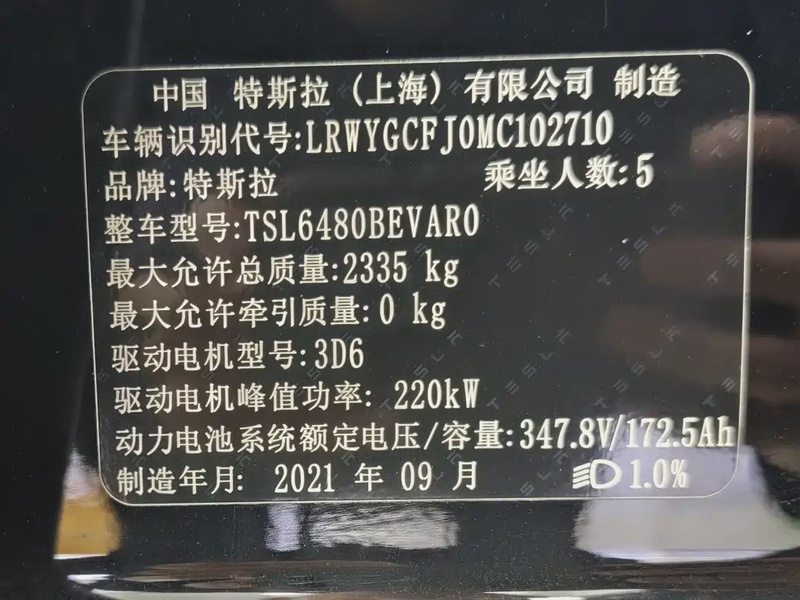 中国 特斯拉(上海)有限公司 制造
车辆识别代号:LRWYGCFJ0MC102710
品牌:特斯拉 乘坐人数:5
整车型号:TSL6480BEVAR0
最大允许总质量:2335 kg
最大允许牵引质量:0 kg
驱动电机型号:3D6
驱动电机峰值功率: 220kW
动力电池系统额定电压/容量:347.8V/172.5Ah
制造年月: 2021 年 09 月 1.0%